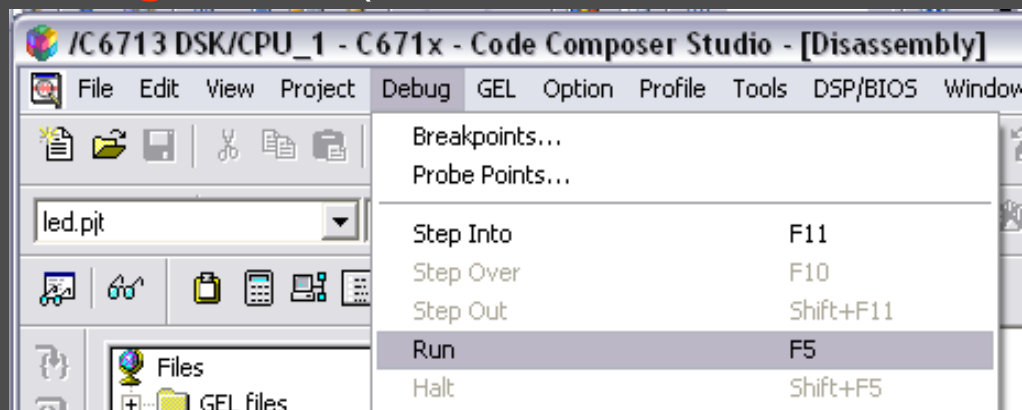 /C6713 DSK/CPU_1 - C671x - Code Composer Studio - [Disassembly]
File Edit View Project Debug GEL Option Profile Tools DSP/BIOS Window
Breakpoints...
Probe Points...
led.pjt
Step Into F11
Step Over F10
Step Out Shift+F11
Run F5
Files
Halt Shift+F5
GEL files